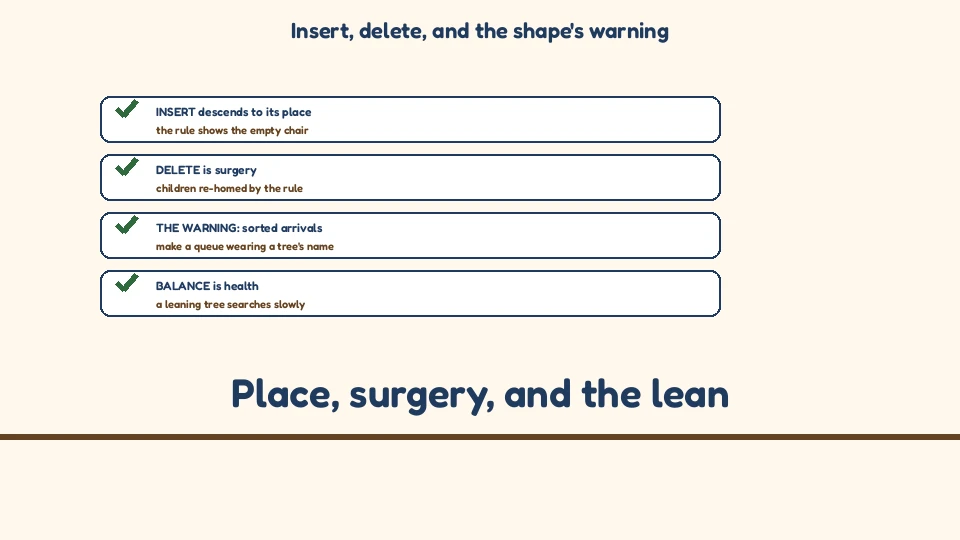 Insert, delete, and the shape's warning
INSERT descends to its place
the rule shows the empty chair
DELETE is surgery
children re-homed by the rule
THE WARNING: sorted arrivals
make a queue wearing a tree's name
BALANCE is health
a leaning tree searches slowly
Place, surgery, and the lean